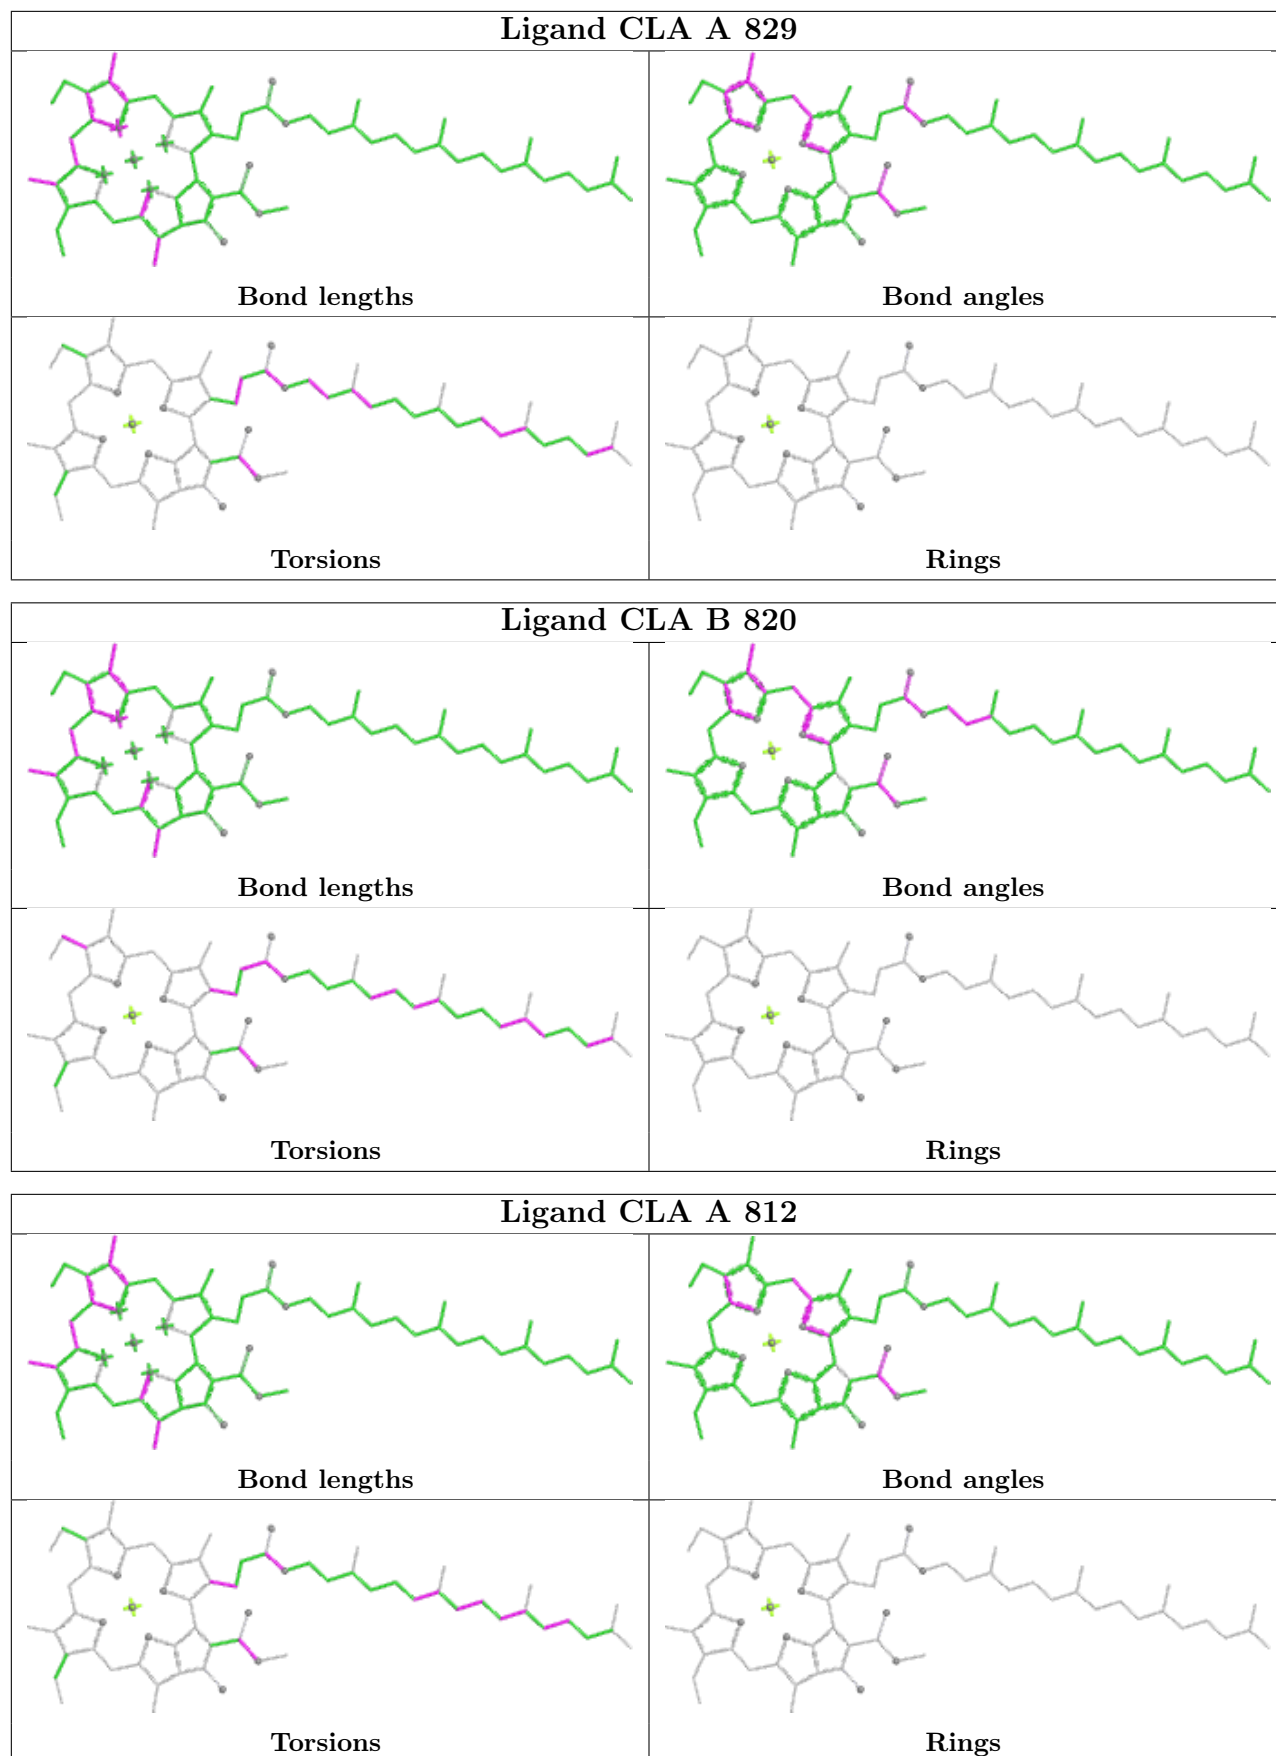 Ligand CLA A 829
Bond lengths
Bond angles
Torsions
Rings
Ligand CLA B 820
Bond lengths
Bond angles
Torsions
Rings
Ligand CLA A 812
Bond lengths
Bond angles
Torsions
Rings